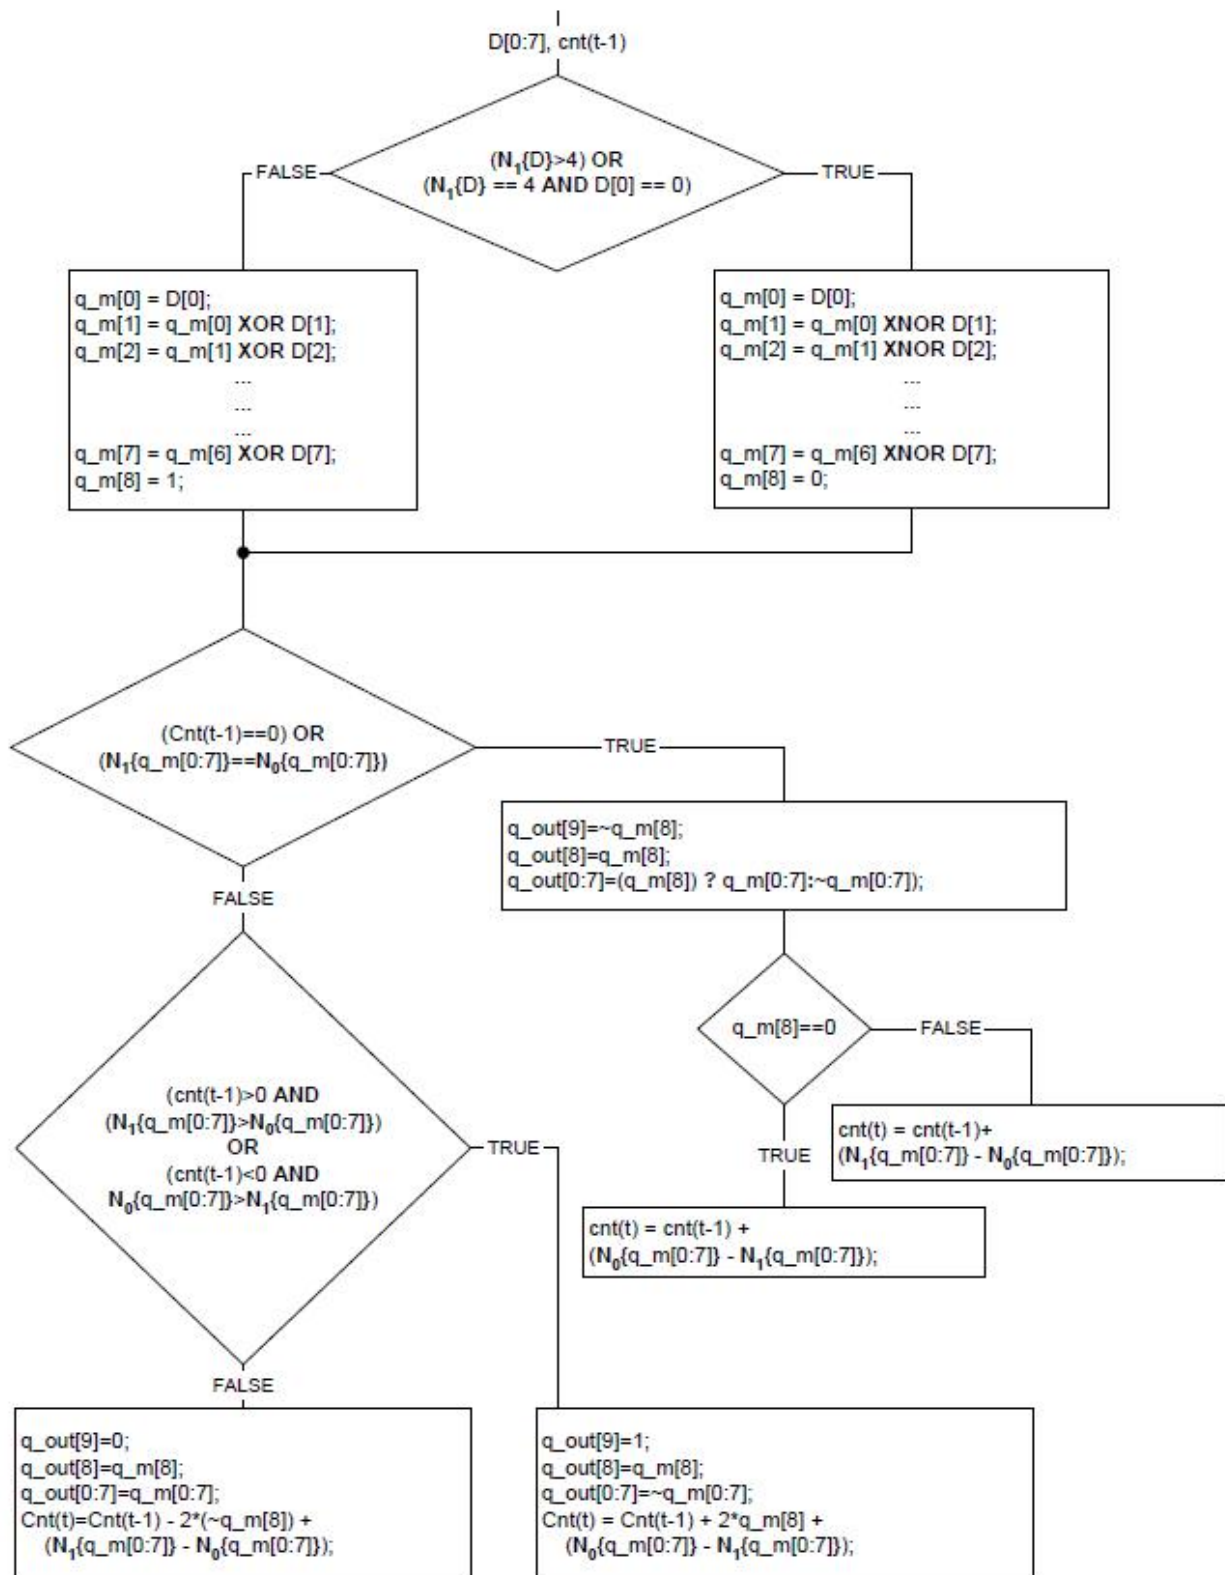 D[0:7], cnt(t-1)
(N₁{D}>4) OR
(N₁{D} == 4 AND D[0] == 0)
FALSE
TRUE
q_m[0] = D[0];
q_m[1] = q_m[0] XOR D[1];
q_m[2] = q_m[1] XOR D[2];
...
...
...
q_m[7] = q_m[6] XOR D[7];
q_m[8] = 1;
q_m[0] = D[0];
q_m[1] = q_m[0] XNOR D[1];
q_m[2] = q_m[1] XNOR D[2];
...
...
...
q_m[7] = q_m[6] XNOR D[7];
q_m[8] = 0;
(Cnt(t-1)==0) OR
(N₁{q_m[0:7]}==N₀{q_m[0:7]})
TRUE
FALSE
q_out[9]=~q_m[8];
q_out[8]=q_m[8];
q_out[0:7]=(q_m[8]) ? q_m[0:7]:~q_m[0:7]);
q_m[8]==0
FALSE
TRUE
cnt(t) = cnt(t-1)+
(N₁{q_m[0:7]} - N₀{q_m[0:7]});
cnt(t) = cnt(t-1) +
(N₀{q_m[0:7]} - N₁{q_m[0:7]});
(cnt(t-1)>0 AND
(N₁{q_m[0:7]}>N₀{q_m[0:7]})
OR
(cnt(t-1)<0 AND
N₀{q_m[0:7]}>N₁{q_m[0:7]})
TRUE
FALSE
q_out[9]=0;
q_out[8]=q_m[8];
q_out[0:7]=q_m[0:7];
Cnt(t)=Cnt(t-1) - 2*(~q_m[8]) +
(N₁{q_m[0:7]} - N₀{q_m[0:7]});
q_out[9]=1;
q_out[8]=q_m[8];
q_out[0:7]=~q_m[0:7];
Cnt(t) = Cnt(t-1) + 2*q_m[8] +
(N₀{q_m[0:7]} - N₁{q_m[0:7]});